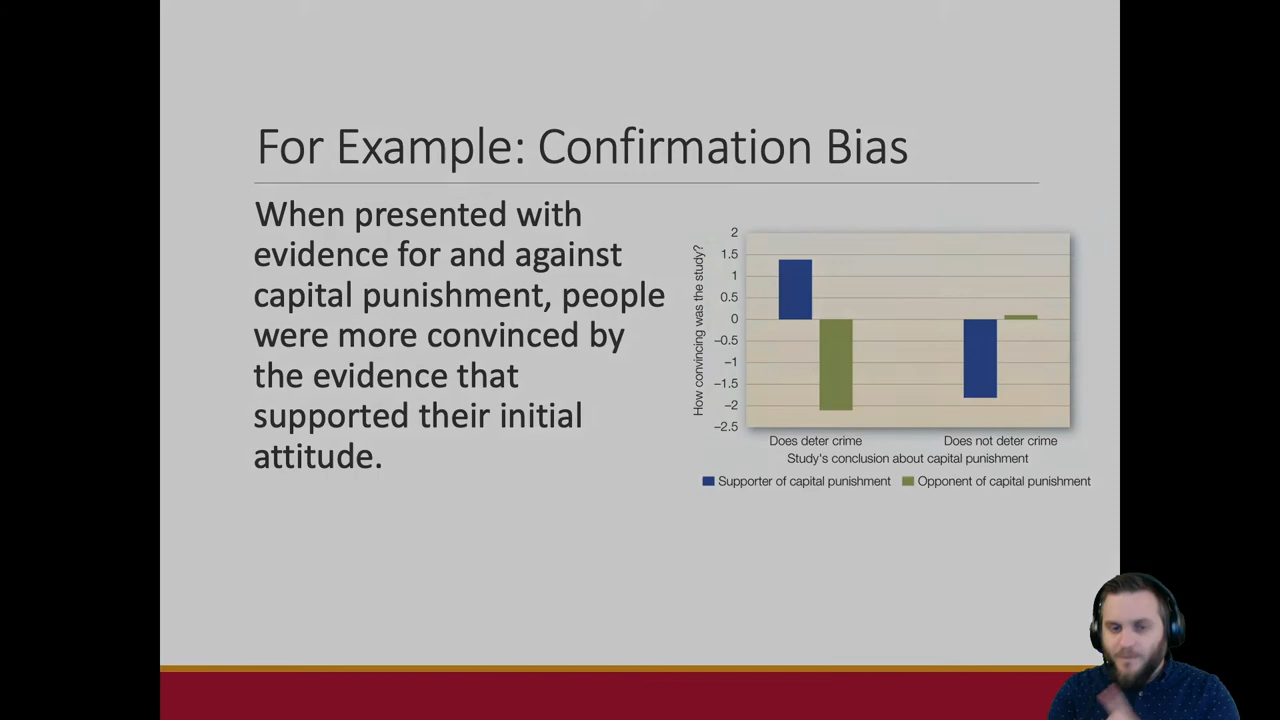 For Example: Confirmation Bias
When presented with
evidence for and against
capital punishment, people
were more convinced by
the evidence that
supported their initial
attitude.
How convincing was the study?
2
1.5
1
0.5
0
−0.5
−1
−1.5
−2
−2.5
Does deter crime
Does not deter crime
Study's conclusion about capital punishment
Supporter of capital punishment
Opponent of capital punishment